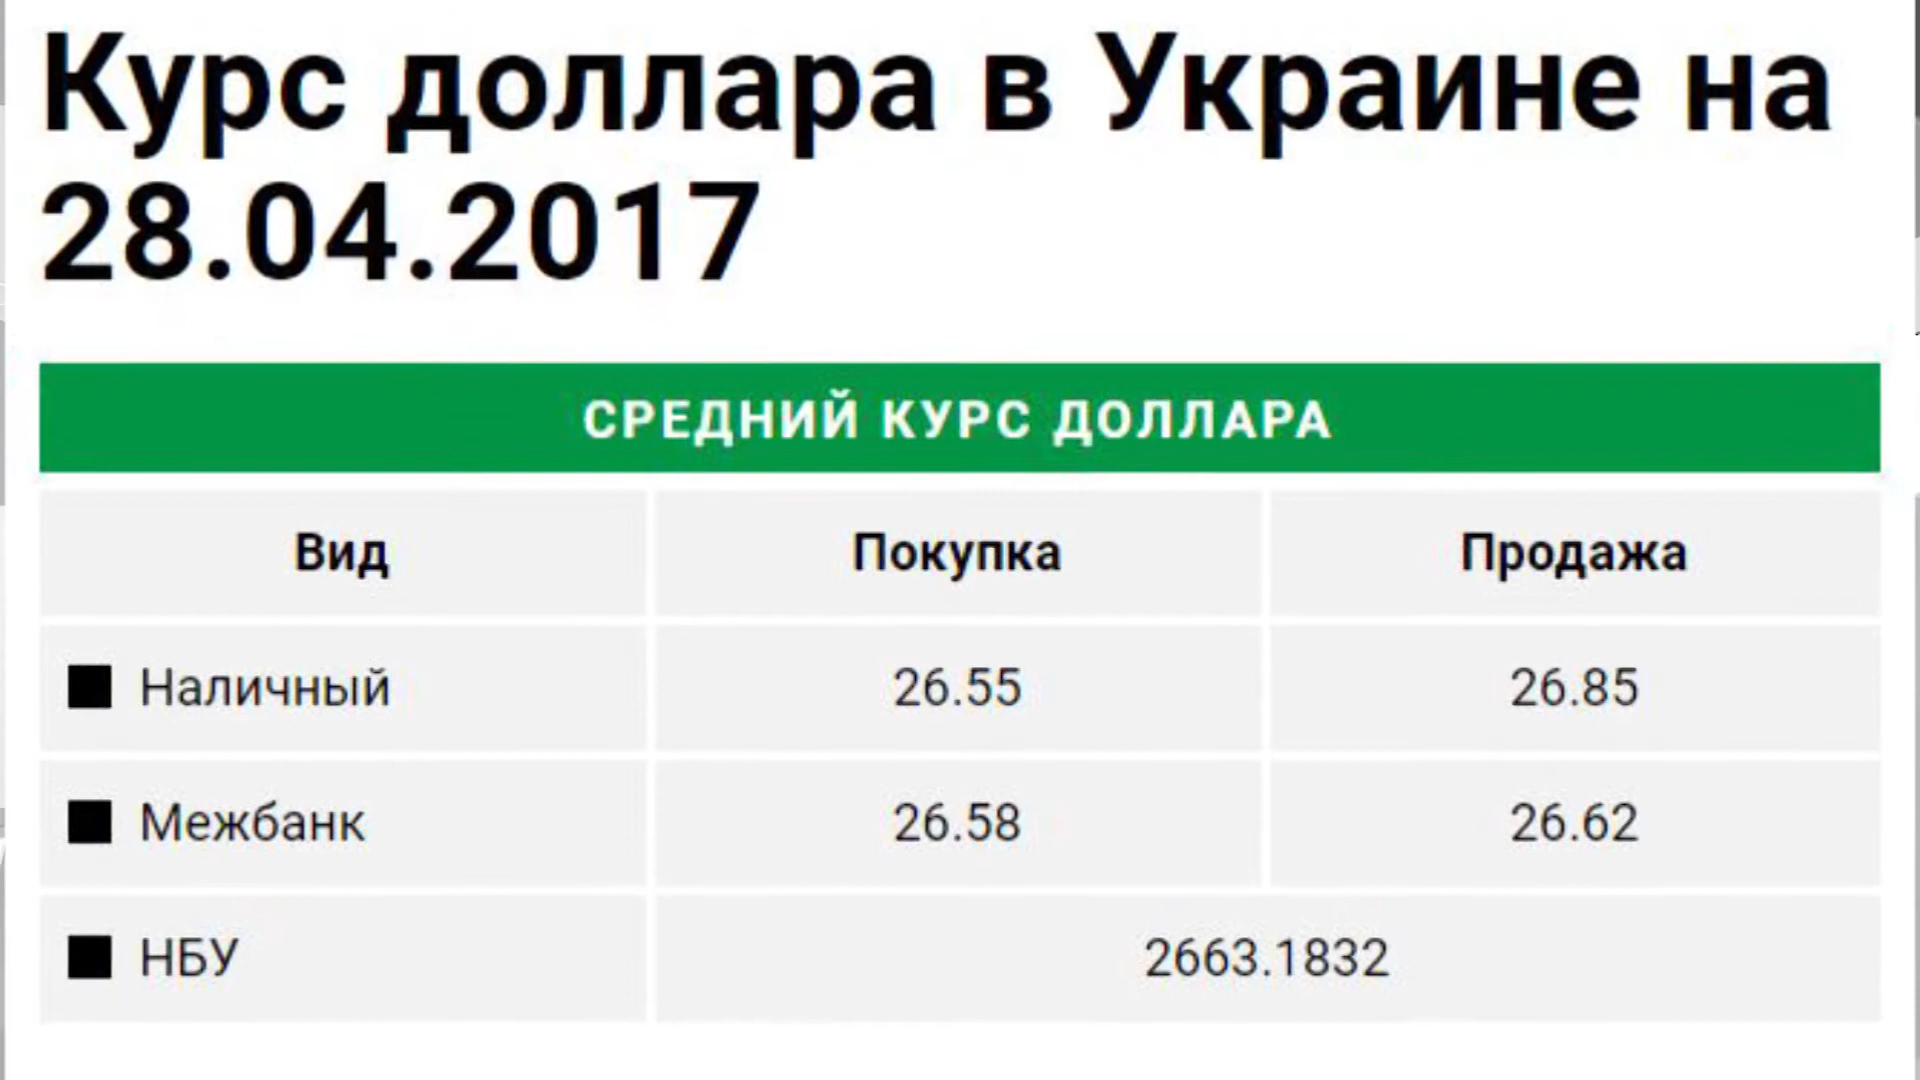 Курс доллара в Украине на
28.04.2017
СРЕДНИЙ КУРС ДОЛЛАРА
Вид Покупка Продажа
Наличный 26.55 26.85
Межбанк 26.58 26.62
НБУ 2663.1832